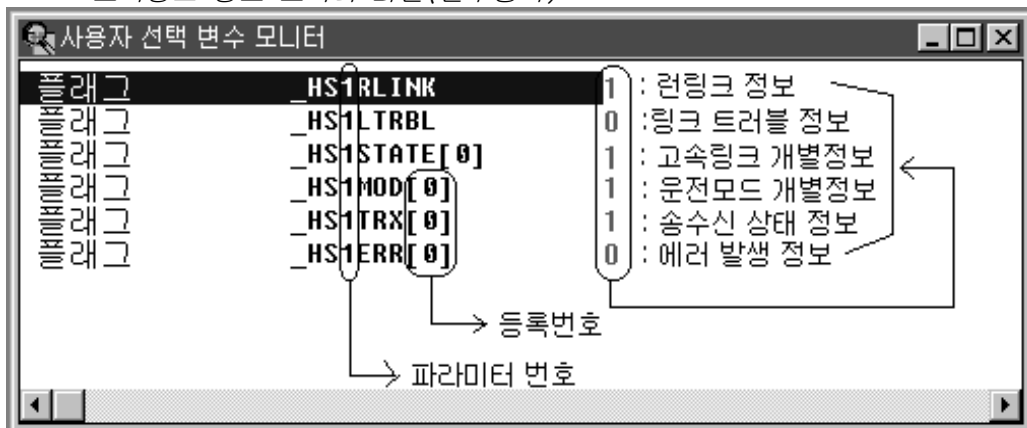 사용자 선택 변수 모니터
플래그 _HS1RLINK 1 : 런링크 정보
플래그 _HS1LTRBL 0 :링크 트러블 정보
플래그 _HS1STATE[0] 1 : 고속링크 개별정보
플래그 _HS1MOD[0] 1 : 운전모드 개별정보
플래그 _HS1TRX[0] 1 : 송수신 상태 정보
플래그 _HS1ERR[0] 0 : 에러 발생 정보
등록번호
파라미터 번호